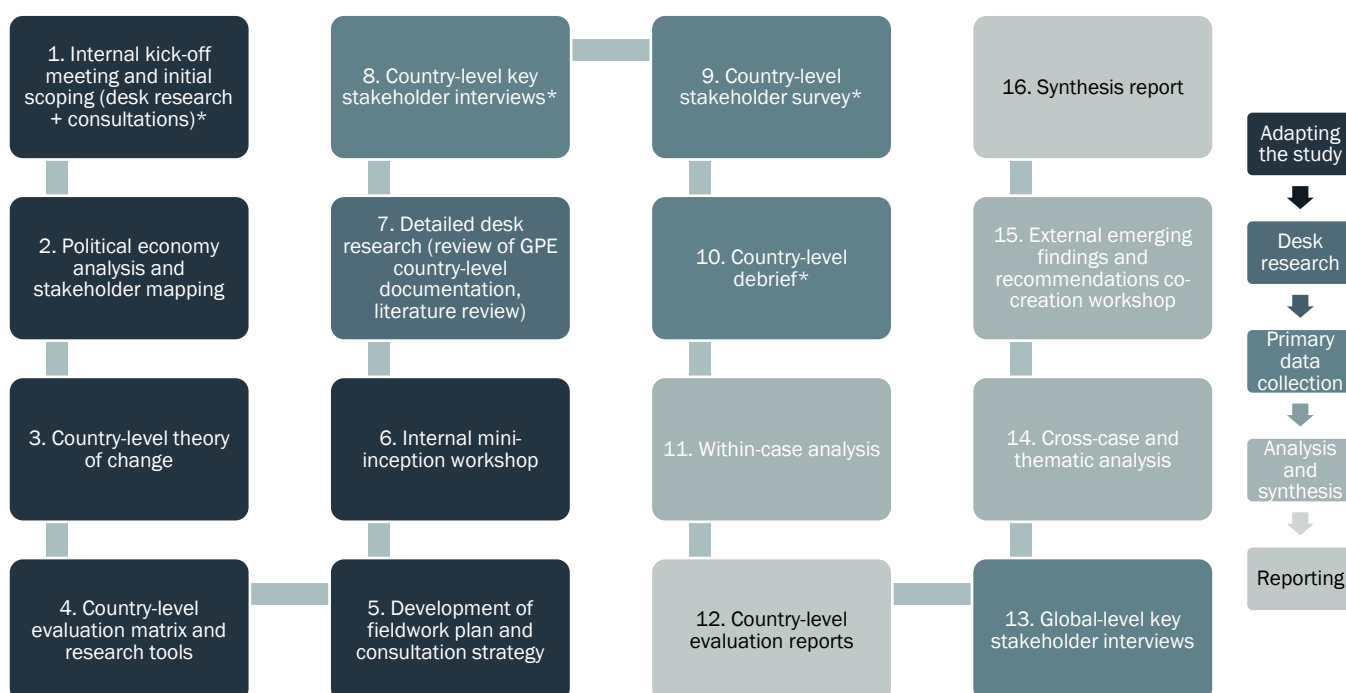 1. Internal kick-off
meeting and initial
scoping (desk research
+ consultations)*
2. Political economy
analysis and
stakeholder mapping
3. Country-level theory
of change
4. Country-level
evaluation matrix and
research tools
5. Development of
fieldwork plan and
consultation strategy
6. Internal mini-
inception workshop
7. Detailed desk
research (review of GPE
country-level
documentation,
literature review)
8. Country-level key
stakeholder interviews*
9. Country-level
stakeholder survey*
10. Country-level
debrief*
11. Within-case analysis
12. Country-level
evaluation reports
13. Global-level key
stakeholder interviews
14. Cross-case and
thematic analysis
15. External emerging
findings and
recommendations co-
creation workshop
16. Synthesis report
Adapting
the study
Desk
research
Primary
data
collection
Analysis
and
synthesis
Reporting